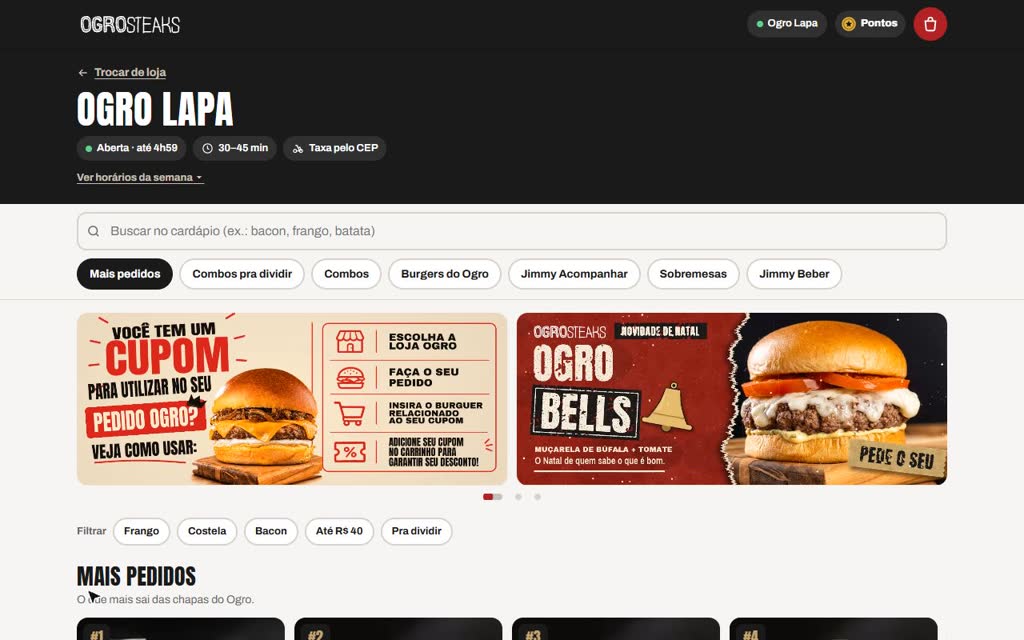 OGROSTEAKS
Ogro Lapa
Pontos
← Trocar de loja
OGRO LAPA
Aberta · até 4h59
30–45 min
Taxa pelo CEP
Ver horários da semana
Buscar no cardápio (ex.: bacon, frango, batata)
Mais pedidos
Combos pra dividir
Combos
Burgers do Ogro
Jimmy Acompanhar
Sobremesas
Jimmy Beber
VOCÊ TEM UM
CUPOM
PARA UTILIZAR NO SEU
PEDIDO OGRO?
VEJA COMO USAR:
ESCOLHA A
LOJA OGRO
FAÇA O SEU
PEDIDO
INSIRA O BURGUER
RELACIONADO
AO SEU CUPOM
ADICIONE SEU CUPOM
NO CARRINHO PARA
GARANTIR SEU DESCONTO!
OGROSTEAKS
NOVIDADE DE NATAL
OGRO
BELLS
MUÇARELA DE BÚFALA + TOMATE
O Natal de quem sabe o que é bom.
PEDE O SEU
Filtrar
Frango
Costela
Bacon
Até R$ 40
Pra dividir
MAIS PEDIDOS
O que mais sai das chapas do Ogro.
#1
#2
#3
#4